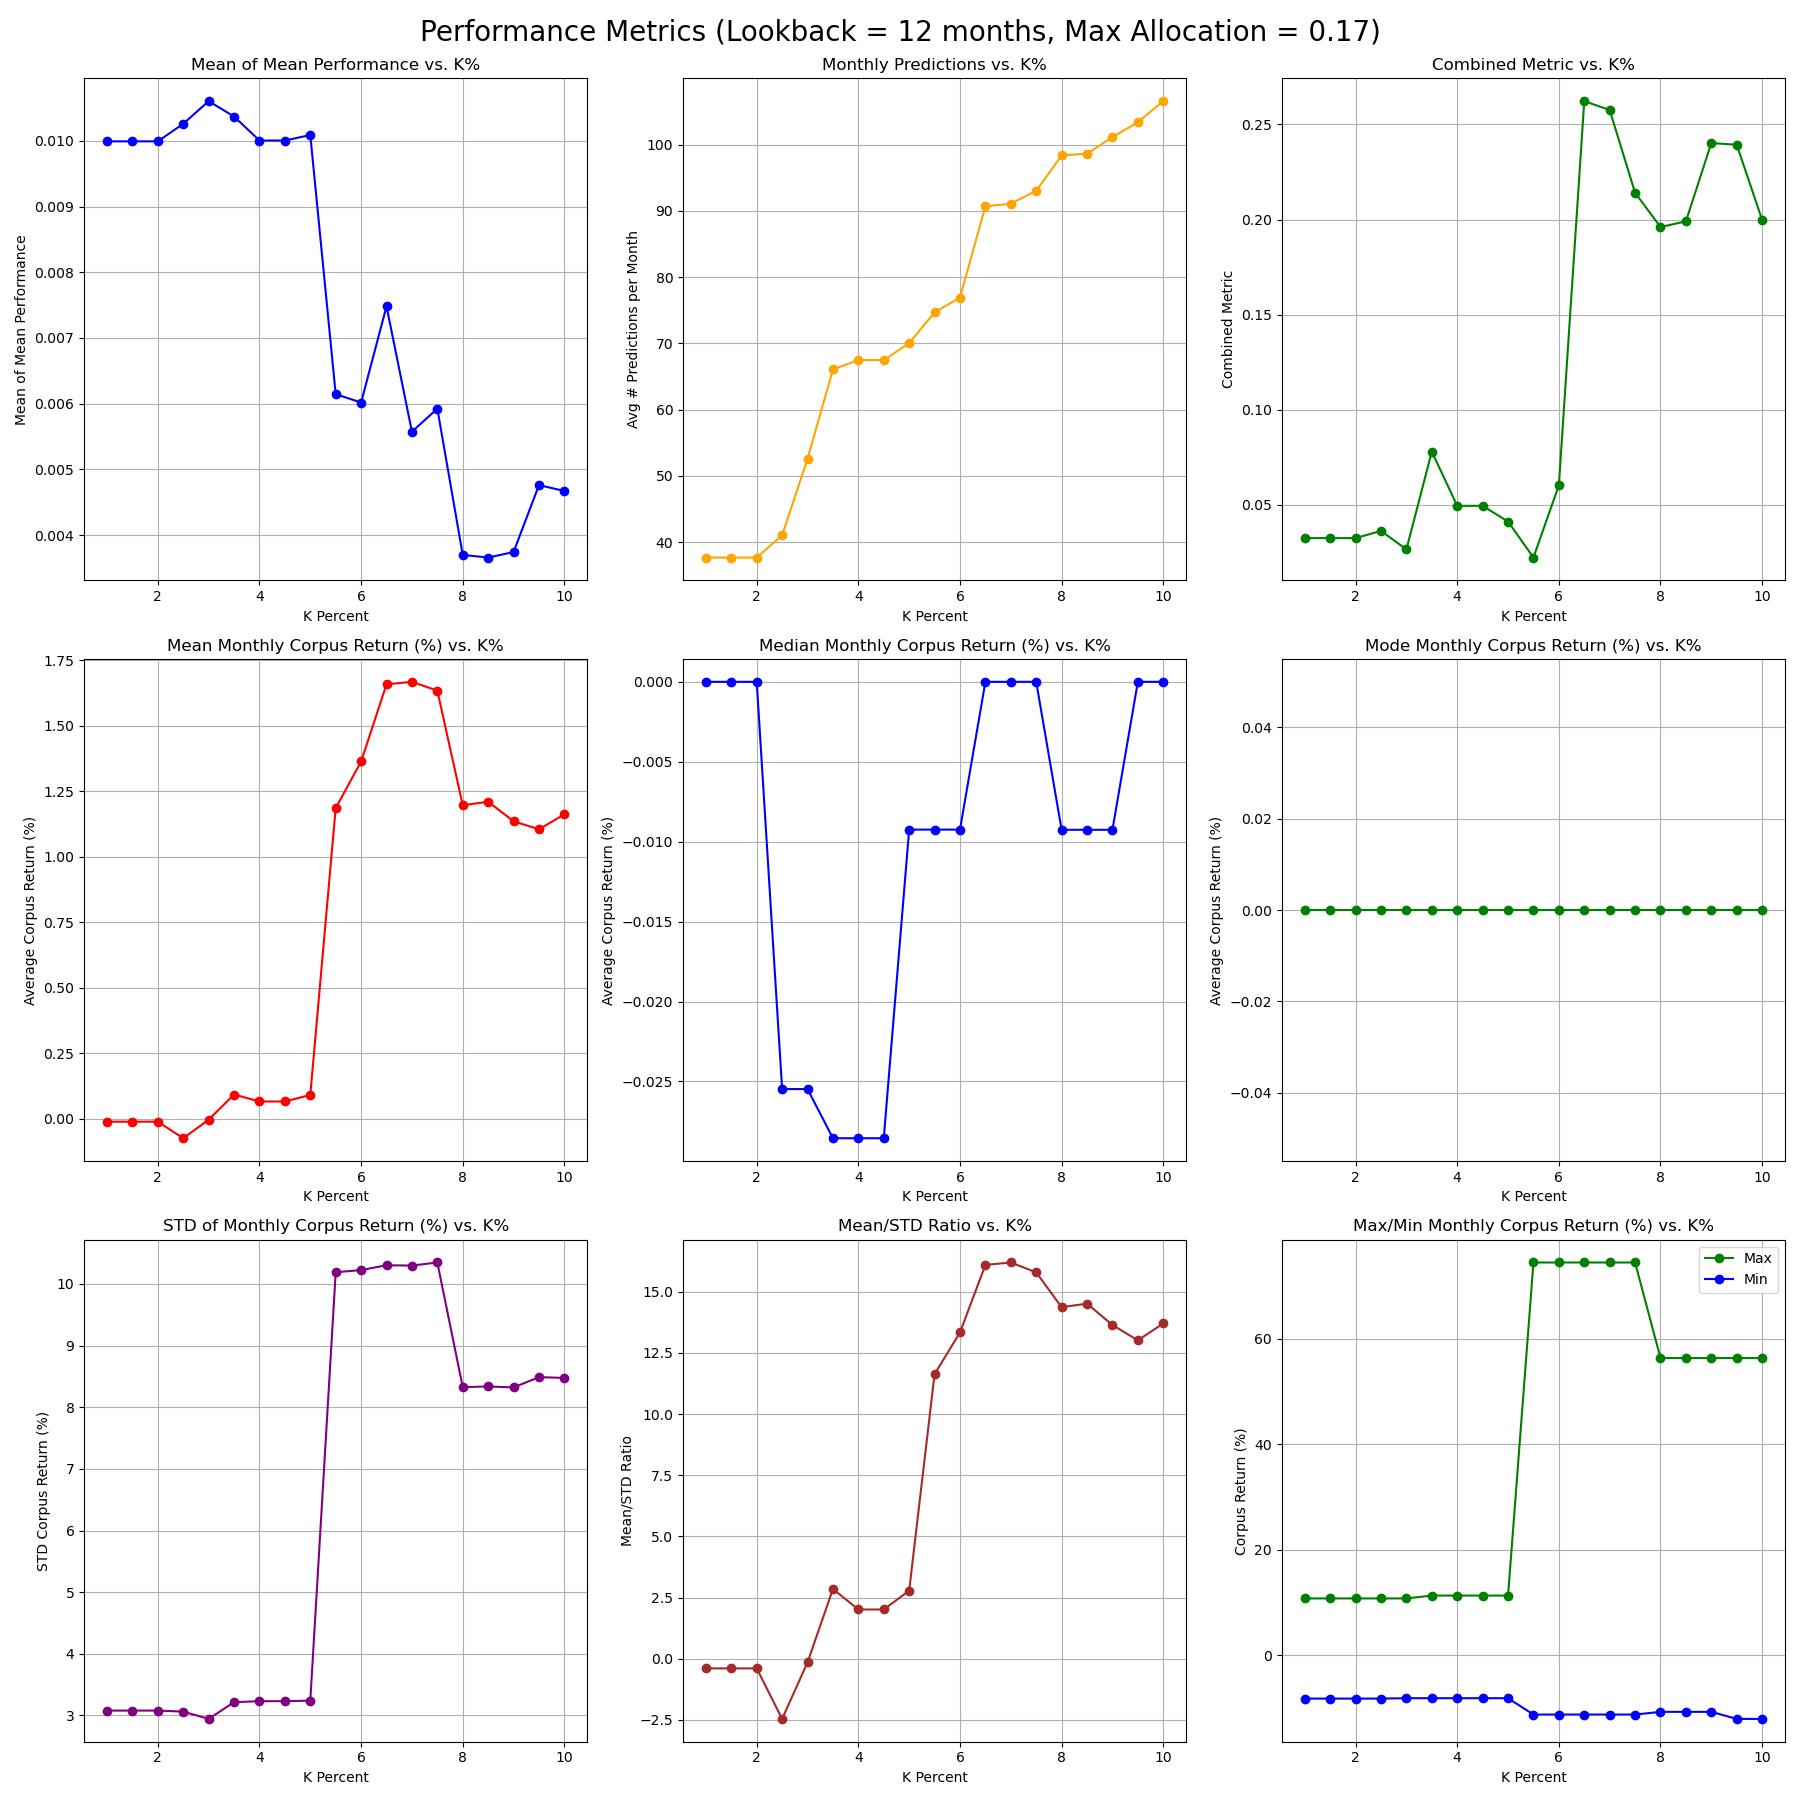 Performance Metrics (Lookback = 12 months, Max Allocation = 0.17)
Mean of Mean Performance vs. K%
Mean of Mean Performance
0.010
0.009
0.008
0.007
0.006
0.005
0.004
2 4 6 8 10
K Percent
Monthly Predictions vs. K%
Avg # Predictions per Month
100
90
80
70
60
50
40
2 4 6 8 10
K Percent
Combined Metric vs. K%
Combined Metric
0.25
0.20
0.15
0.10
0.05
2 4 6 8 10
K Percent
Mean Monthly Corpus Return (%) vs. K%
Average Corpus Return (%)
1.75
1.50
1.25
1.00
0.75
0.50
0.25
0.00
2 4 6 8 10
K Percent
Median Monthly Corpus Return (%) vs. K%
Average Corpus Return (%)
0.000
−0.005
−0.010
−0.015
−0.020
−0.025
2 4 6 8 10
K Percent
Mode Monthly Corpus Return (%) vs. K%
Average Corpus Return (%)
0.04
0.02
0.00
−0.02
−0.04
2 4 6 8 10
K Percent
STD of Monthly Corpus Return (%) vs. K%
STD Corpus Return (%)
10
9
8
7
6
5
4
3
2 4 6 8 10
K Percent
Mean/STD Ratio vs. K%
Mean/STD Ratio
15.0
12.5
10.0
7.5
5.0
2.5
0.0
−2.5
2 4 6 8 10
K Percent
Max/Min Monthly Corpus Return (%) vs. K%
Corpus Return (%)
Max
Min
60
40
20
0
2 4 6 8 10
K Percent